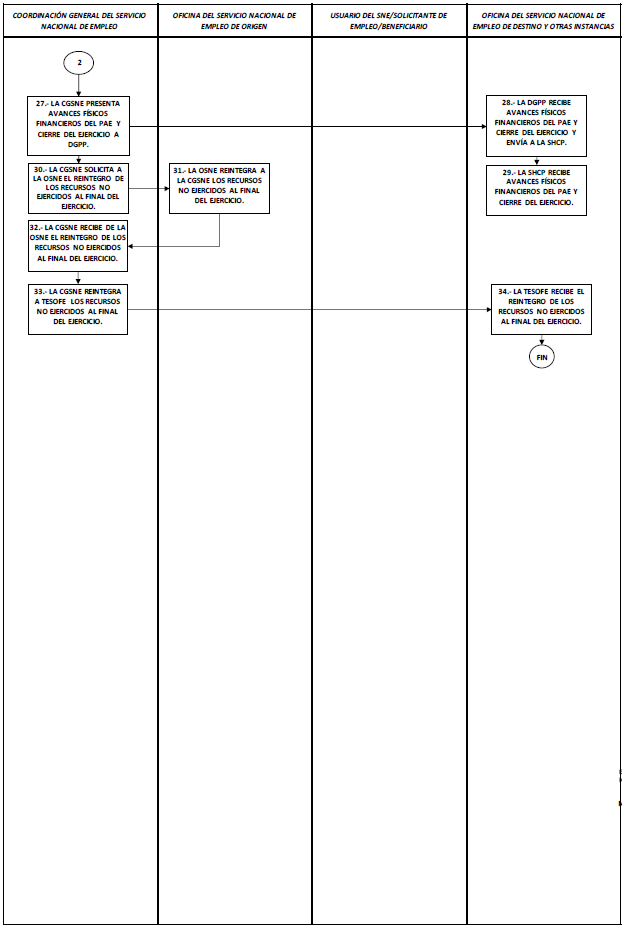 COORDINACIÓN GENERAL DEL SERVICIO
NACIONAL DE EMPLEO
OFICINA DEL SERVICIO NACIONAL DE
EMPLEO DE ORIGEN
USUARIO DEL SNE/SOLICITANTE DE
EMPLEO/BENEFICIARIO
OFICINA DEL SERVICIO NACIONAL DE
EMPLEO DE DESTINO Y OTRAS INSTANCIAS
2
27.- LA CGSNE PRESENTA
AVANCES FÍSICOS
FINANCIEROS DEL PAE Y
CIERRE DEL EJERCICIO A
DGPP.
28.- LA DGPP RECIBE
AVANCES FÍSICOS
FINANCIEROS DEL PAE Y
CIERRE DEL EJERCICIO Y
ENVÍA A LA SHCP.
29.- LA SHCP RECIBE
AVANCES FÍSICOS
FINANCIEROS DEL PAE Y
CIERRE DEL EJERCICIO.
30.- LA CGSNE SOLICITA A
LA OSNE EL REINTEGRO DE
LOS RECURSOS NO
EJERCIDOS AL FINAL DEL
EJERCICIO.
31.- LA OSNE REINTEGRA A
LA CGSNE LOS RECURSOS
NO EJERCIDOS AL FINAL
DEL EJERCICIO.
32.- LA CGSNE RECIBE DE LA
OSNE EL REINTEGRO DE LOS
RECURSOS NO EJERCIDOS
AL FINAL DEL EJERCICIO.
33.- LA CGSNE REINTEGRA
A TESOFE LOS RECURSOS
NO EJERCIDOS AL FINAL
DEL EJERCICIO.
34.- LA TESOFE RECIBE EL
REINTEGRO DE LOS
RECURSOS NO EJERCIDOS
AL FINAL DEL EJERCICIO.
FIN